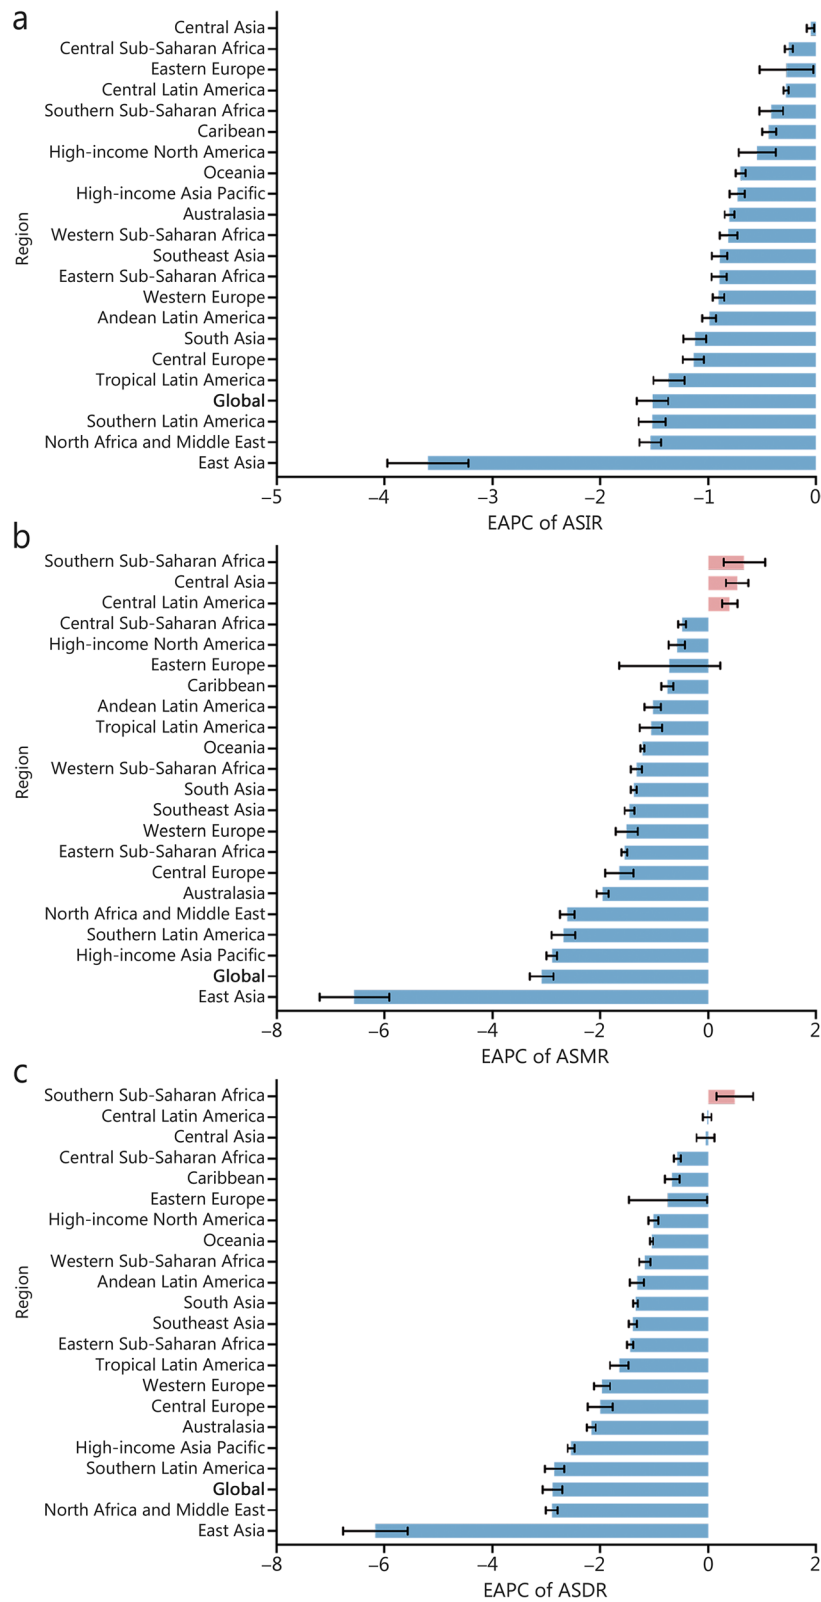 a
Central Asia
Central Sub-Saharan Africa
Eastern Europe
Central Latin America
Southern Sub-Saharan Africa
Caribean
High-income North America
Oceania
High-income Asia Pacific
Australasia
Western Sub-Saharan Africa
Southeast Asia
Eastern Sub-Saharan Africa
Western Europe
Andean Latin America
South Asia
Central Europe
Tropical Latin America
Global
Southern Latin America
North Africa and Middle East
East Asia
Region
−5 −4 −3 −2 −1 0
EAPC of ASIR
b
Southern Sub-Saharan Africa
Central Asia
Central Latin America
Central Sub-Saharan Africa
High-income North America
Eastern Europe
Caribbean
Andean Latin America
Tropical Latin America
Oceania
Western Sub-Saharan Africa
South Asia
Southeast Asia
Western Europe
Eastern Sub-Saharan Africa
Central Europe
Australasia
North Africa and Middle East
Southern Latin America
High-income Asia Pacific
Global
East Asia
Region
−8 −6 −4 −2 0 2
EAPC of ASMR
c
Southern Sub-Saharan Africa
Central Latin America
Central Asia
Central Sub-Saharan Africa
Caribbean
Eastern Europe
High-income North America
Oceania
Western Sub-Saharan Africa
Andean Latin America
South Asia
Southeast Asia
Eastern Sub-Saharan Africa
Tropical Latin America
Western Europe
Central Europe
Australasia
High-income Asia Pacific
Southern Latin America
Global
North Africa and Middle East
East Asia
Region
−8 −6 −4 −2 0 2
EAPC of ASDR